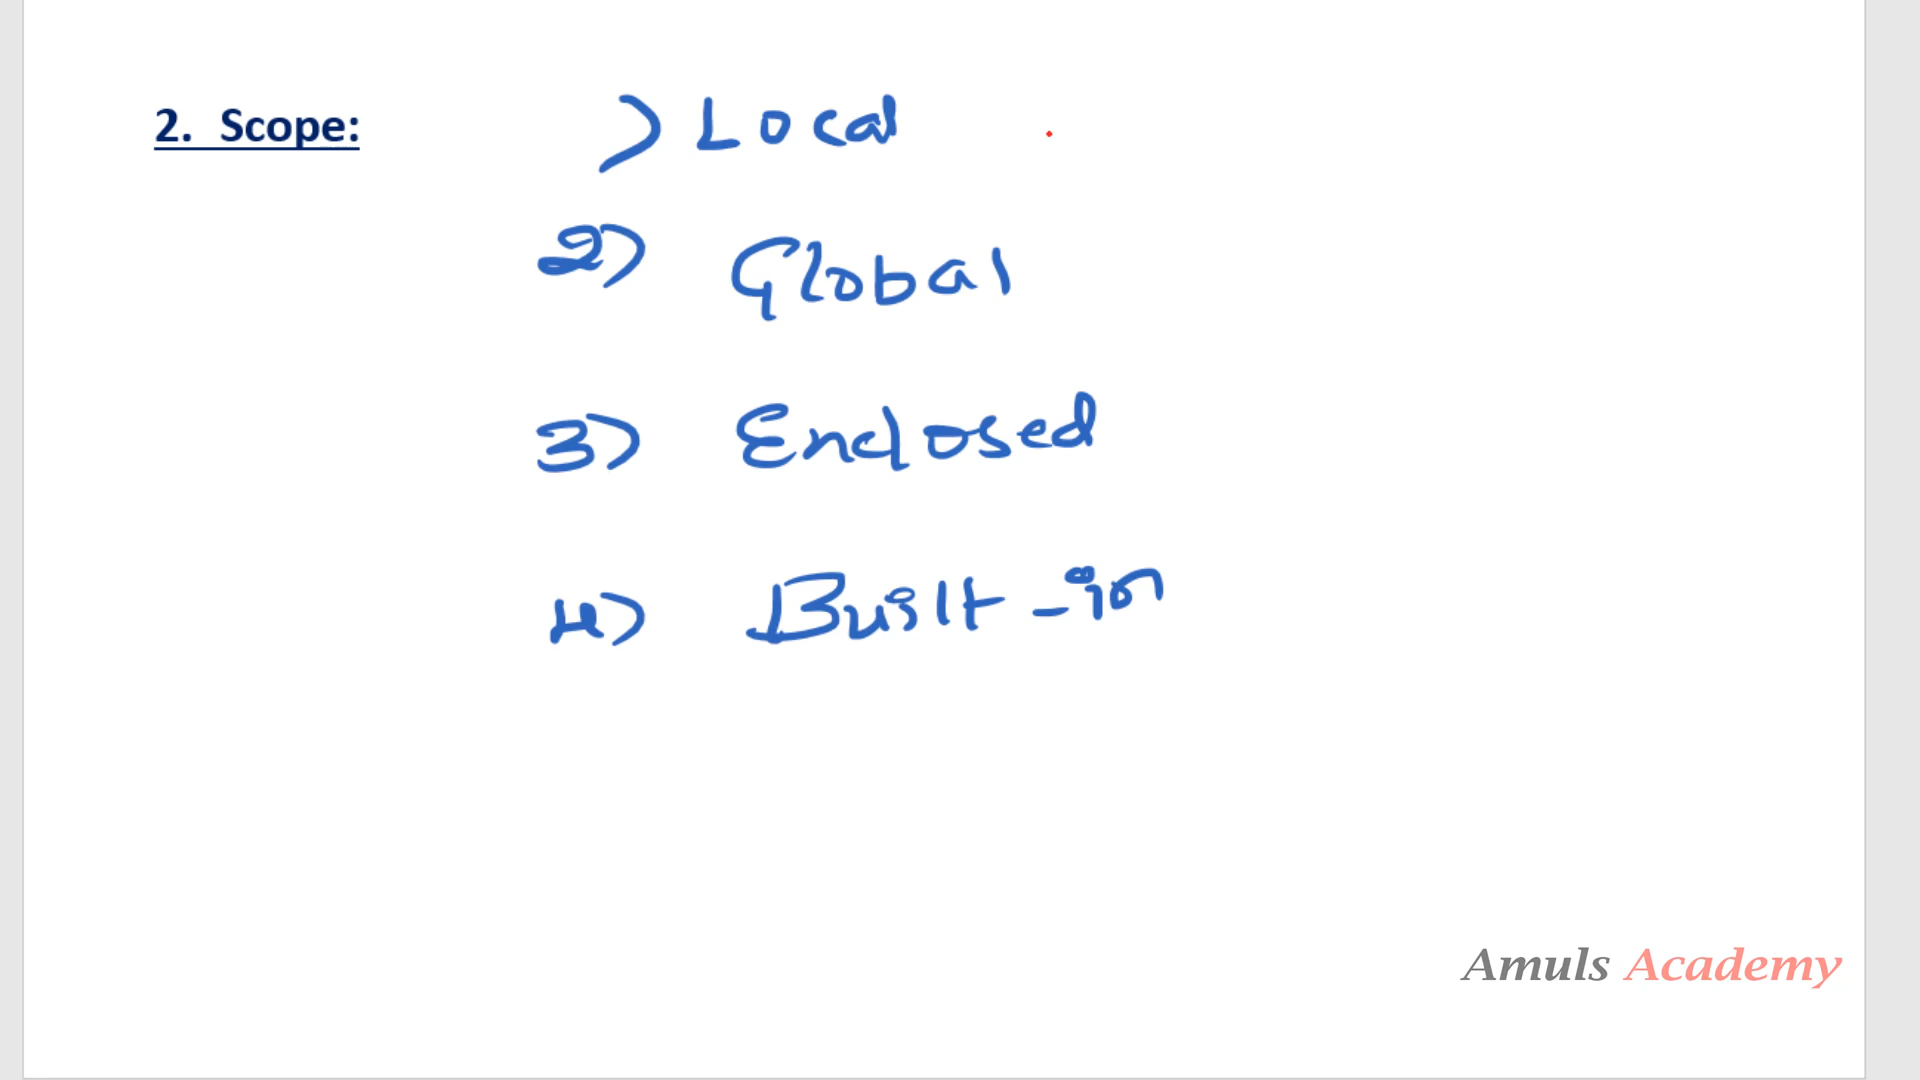 2. Scope:
) Local
2) Global
3) Enclosed
4) Built-in
Amuls Academy